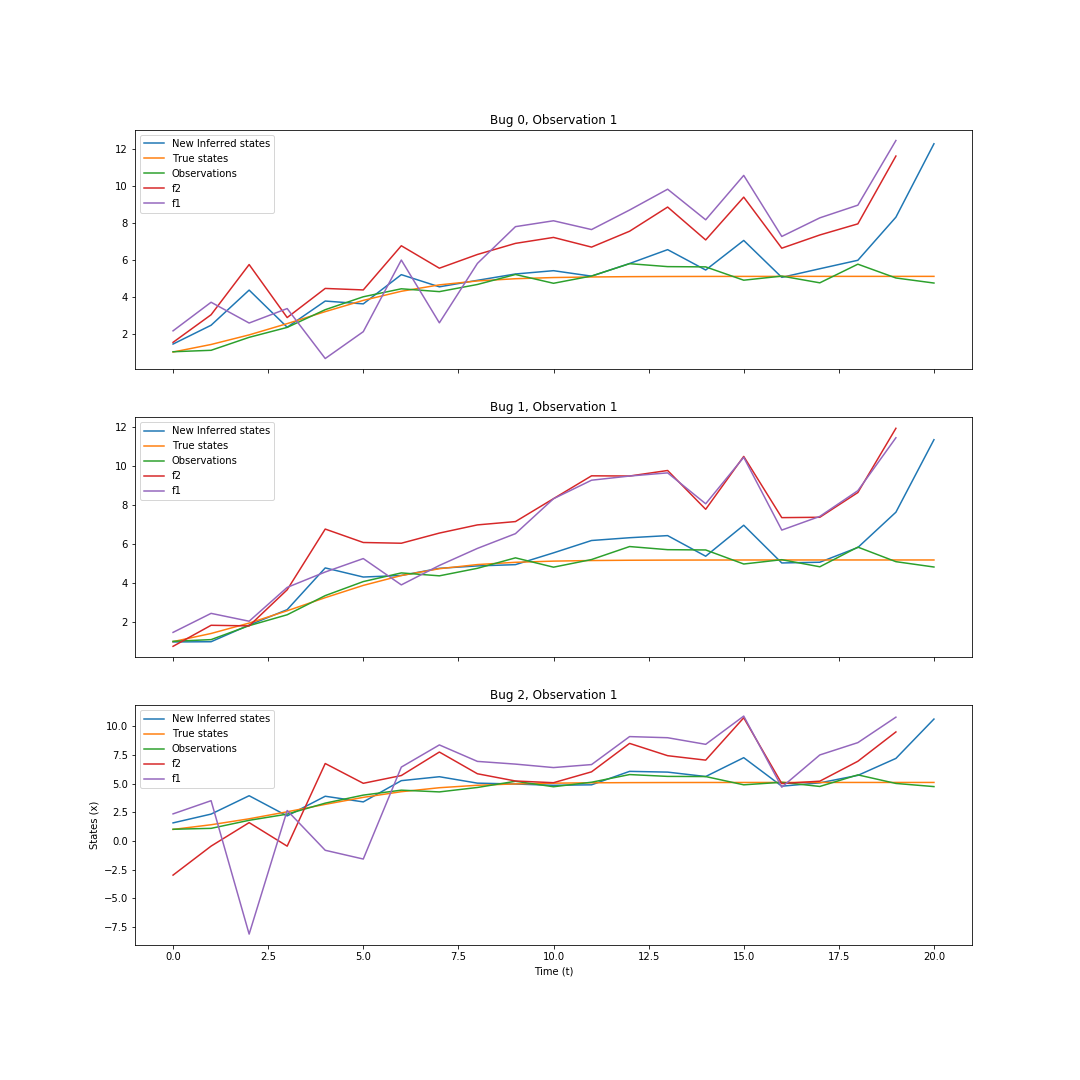 Bug 0, Observation 1
New Inferred states
True states
Observations
f2
f1
12
10
8
6
4
2
Bug 1, Observation 1
New Inferred states
True states
Observations
f2
f1
12
10
8
6
4
2
Bug 2, Observation 1
New Inferred states
True states
Observations
f2
f1
10.0
7.5
5.0
2.5
0.0
−2.5
−5.0
−7.5
States (x)
0.0 2.5 5.0 7.5 10.0 12.5 15.0 17.5 20.0
Time (t)